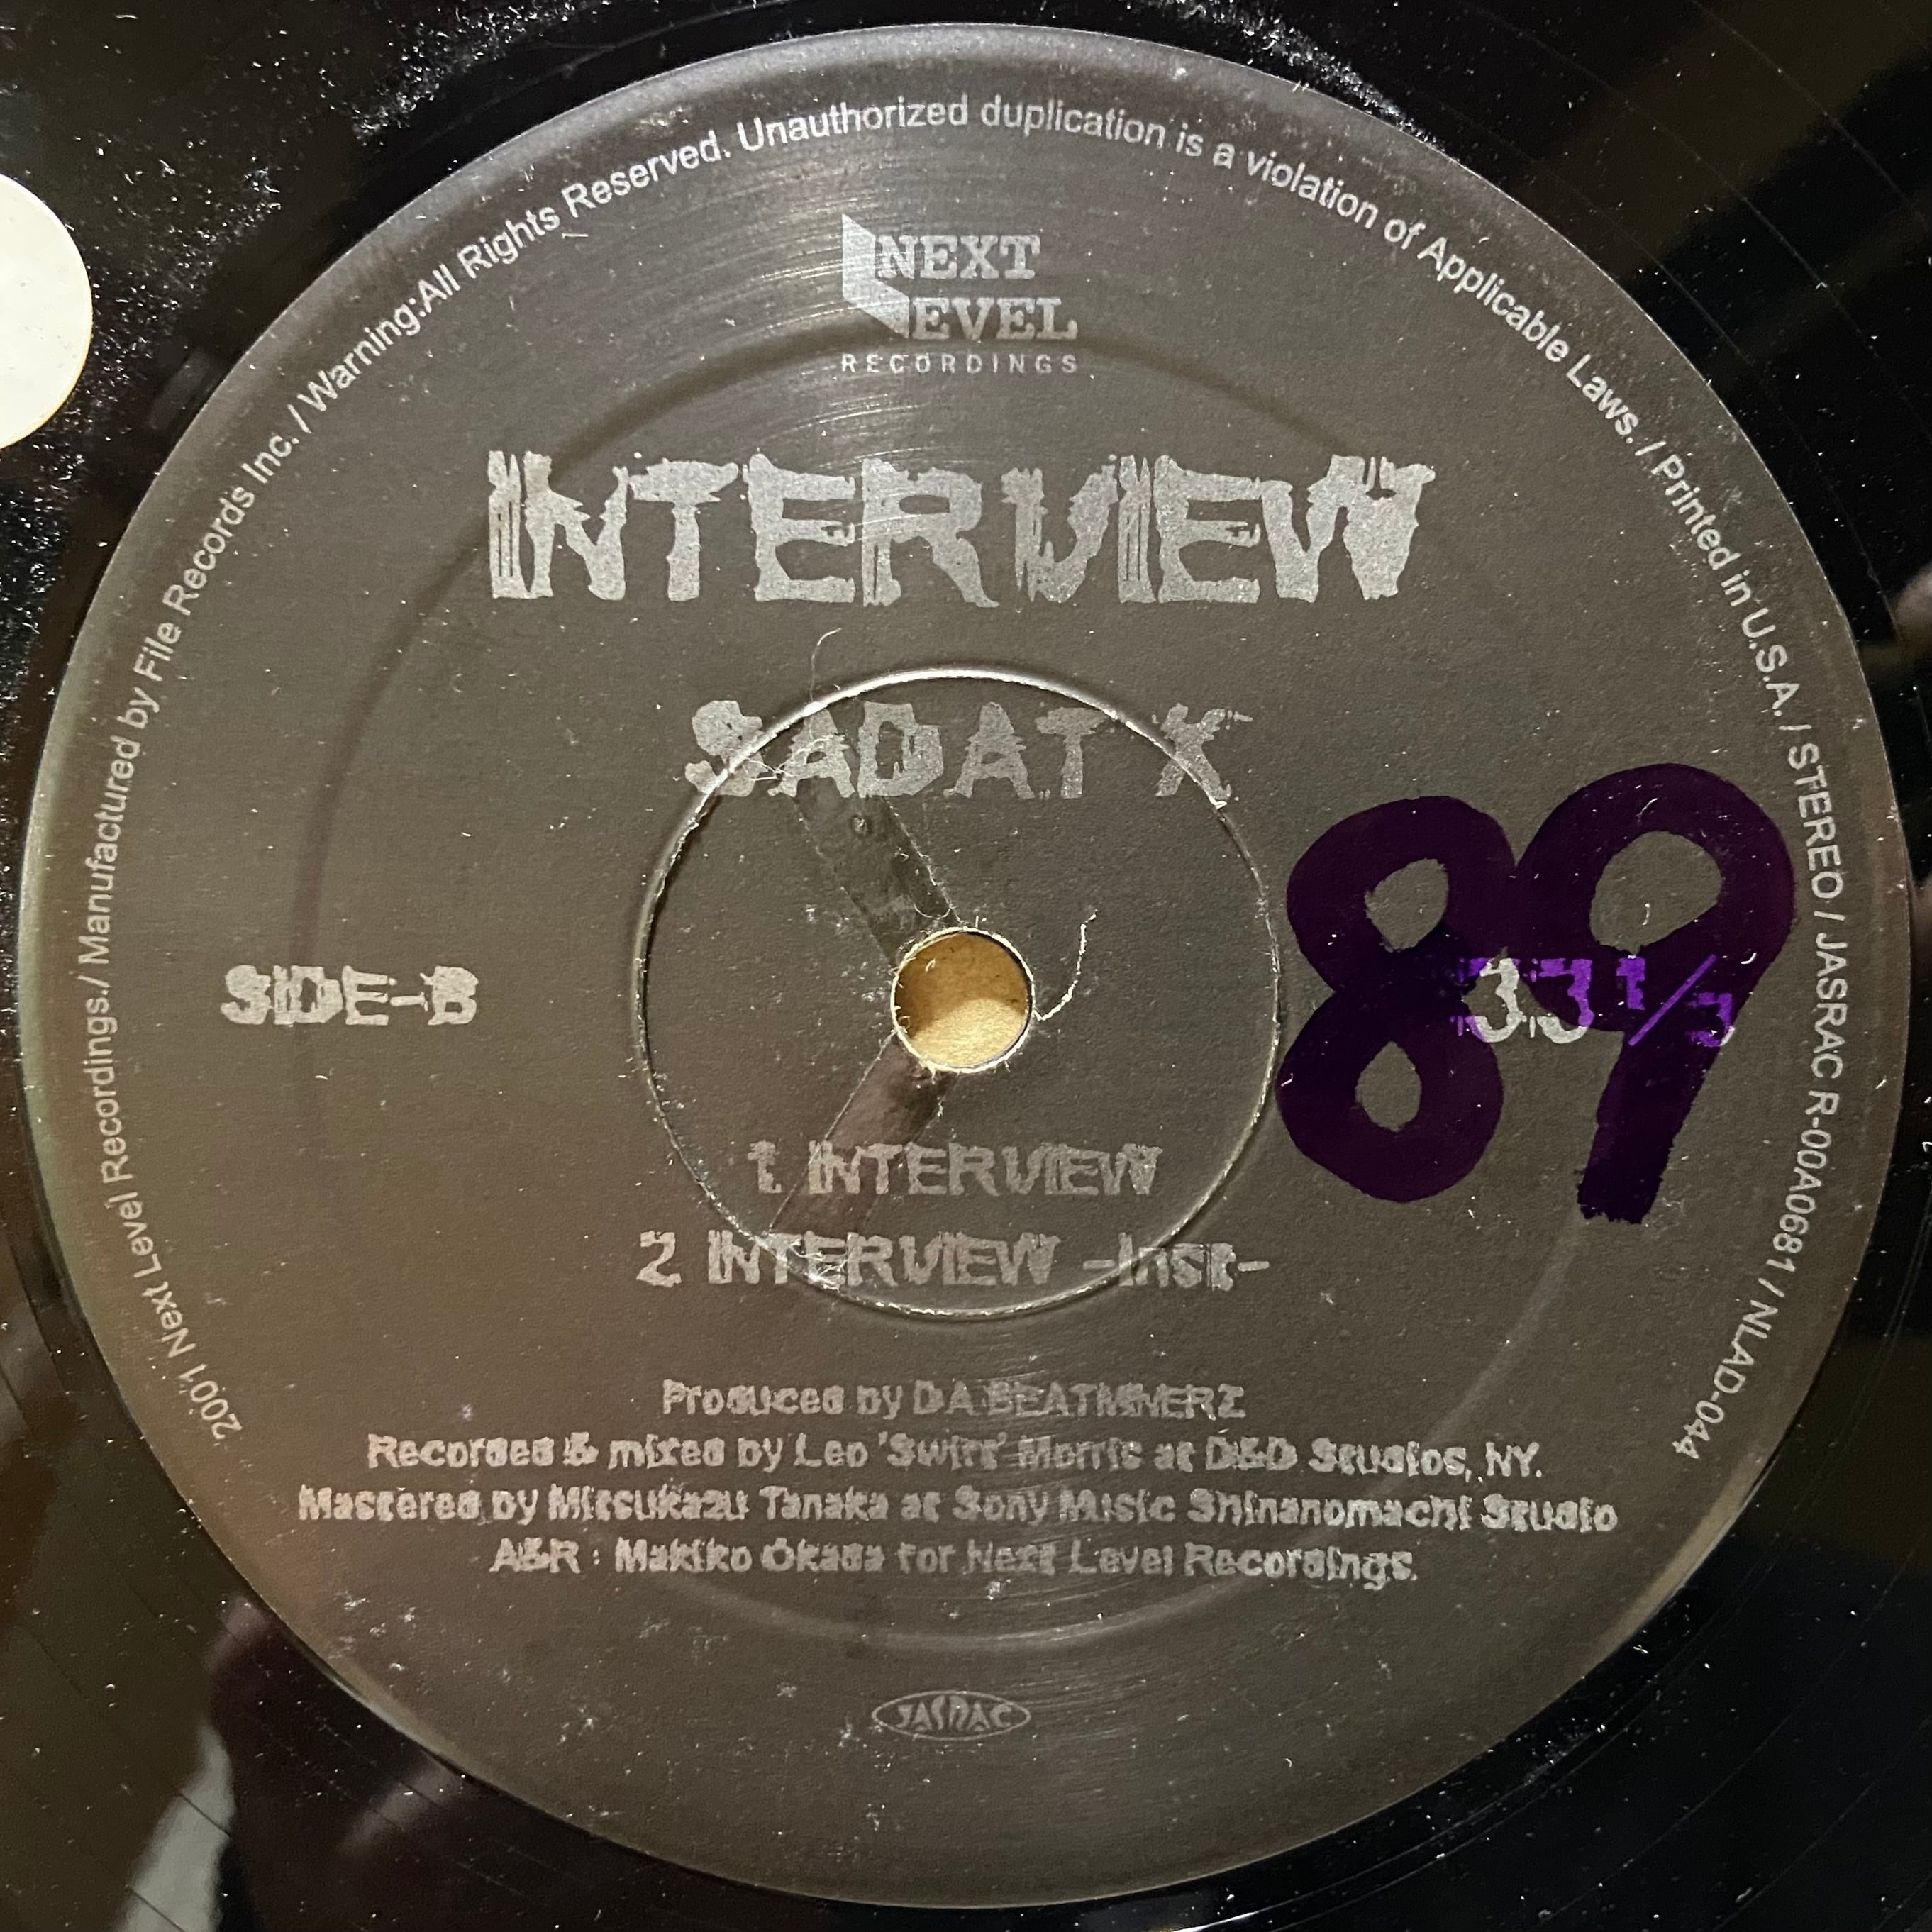 2001 Next Level Recordings./ Manufactured by File Records Inc. / Warning:All Rights Reserved. Unauthorized duplication is a violation of Applicable Laws. / Printed in U.S.A. / STEREO / JASRAC R-00A0681 / NLAD-044
NEXT
LEVEL
RECORDINGS
INTERVIEW
SADAT X
89
SIDE-B
33 1/3
1. INTERVIEW
2. INTERVIEW -Inst-
Produced by DA BEATMINERZ
Recorded & mixed by Leo 'Swift' Morris at D&D Studios, NY.
Mastered by Mitsukazu Tanaka at Sony Music Shinanomachi Studio
A&R : Makiko Okada for Next Level Recordings.
JASRAC